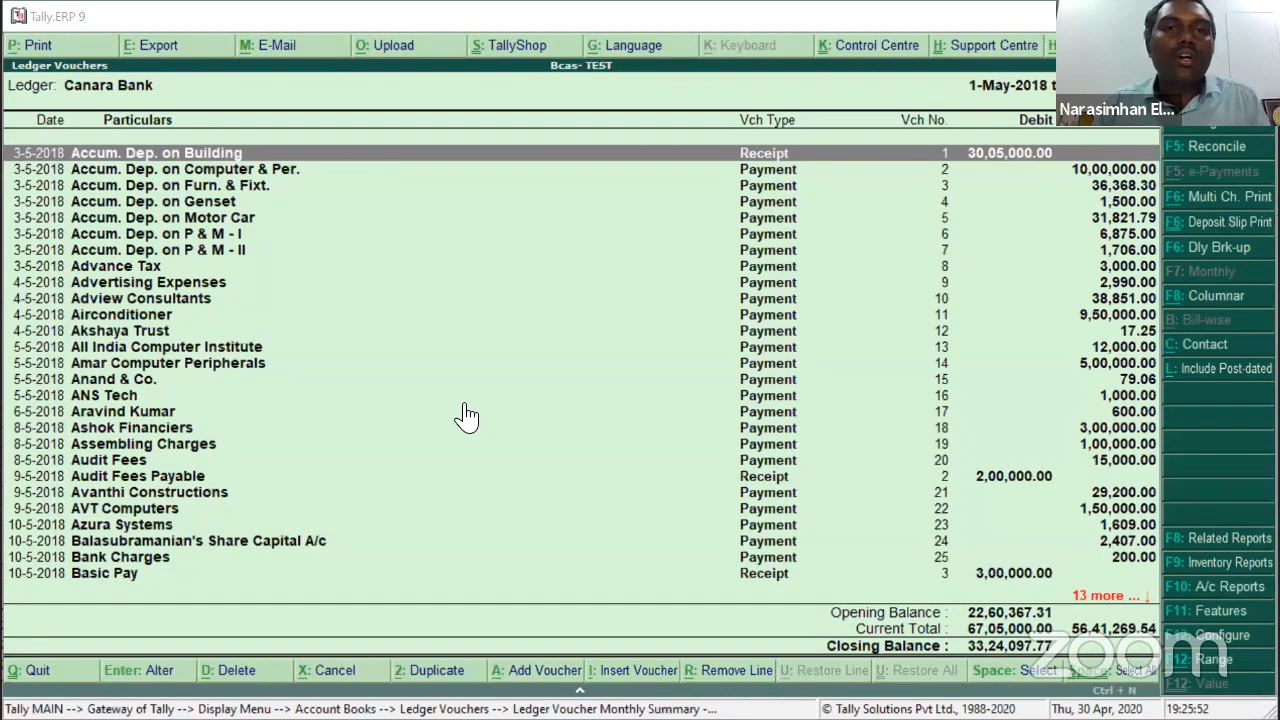 Tally.ERP 9
P: Print E: Export M: E-Mail O: Upload S: TallyShop G: Language K: Keyboard K: Control Centre H: Support Centre H
Ledger Vouchers Bcas- TEST
Ledger: Canara Bank 1-May-2018 t
Narasimhan El...
Date Particulars Vch Type Vch No. Debit
3-5-2018 Accum. Dep. on Building Receipt 1 30,05,000.00
3-5-2018 Accum. Dep. on Computer & Per. Payment 2 10,00,000.00
3-5-2018 Accum. Dep. on Furn. & Fixt. Payment 3 36,368.30
3-5-2018 Accum. Dep. on Genset Payment 4 1,500.00
3-5-2018 Accum. Dep. on Motor Car Payment 5 31,821.79
3-5-2018 Accum. Dep. on P & M - I Payment 6 6,875.00
3-5-2018 Accum. Dep. on P & M - II Payment 7 1,706.00
3-5-2018 Advance Tax Payment 8 3,000.00
4-5-2018 Advertising Expenses Payment 9 2,990.00
4-5-2018 Adview Consultants Payment 10 38,851.00
4-5-2018 Airconditioner Payment 11 9,50,000.00
4-5-2018 Akshaya Trust Payment 12 17.25
5-5-2018 All India Computer Institute Payment 13 12,000.00
5-5-2018 Amar Computer Peripherals Payment 14 5,00,000.00
5-5-2018 Anand & Co. Payment 15 79.06
5-5-2018 ANS Tech Payment 16 1,000.00
6-5-2018 Aravind Kumar Payment 17 600.00
8-5-2018 Ashok Financiers Payment 18 3,00,000.00
8-5-2018 Assembling Charges Payment 19 1,00,000.00
8-5-2018 Audit Fees Payment 20 15,000.00
9-5-2018 Audit Fees Payable Receipt 2 2,00,000.00
9-5-2018 Avanthi Constructions Payment 21 29,200.00
9-5-2018 AVT Computers Payment 22 1,50,000.00
10-5-2018 Azura Systems Payment 23 1,609.00
10-5-2018 Balasubramanian's Share Capital A/c Payment 24 2,407.00
10-5-2018 Bank Charges Payment 25 200.00
10-5-2018 Basic Pay Receipt 3 3,00,000.00
13 more ... ↓
Opening Balance : 22,60,367.31
Current Total : 67,05,000.00 56,41,269.54
Closing Balance : 33,24,097.77
F5: Reconcile
F5: e-Payments
F6: Multi Ch. Print
F6: Deposit Slip Print
F6: Dly Brk-up
F7: Monthly
F8: Columnar
B: Bill-wise
C: Contact
L: Include Post-dated
F8: Related Reports
F9: Inventory Reports
F10: A/c Reports
F11: Features
F12: Configure
F12: Range
F12: Value
zoom
Q: Quit Enter: Alter D: Delete X: Cancel 2: Duplicate A: Add Voucher I: Insert Voucher R: Remove Line U: Restore Line U: Restore All Space: Select Space: Select All
Ctrl + N
Tally MAIN --> Gateway of Tally --> Display Menu --> Account Books --> Ledger Vouchers --> Ledger Voucher Monthly Summary -... © Tally Solutions Pvt Ltd., 1988-2020 Thu, 30 Apr, 2020 19:25:52